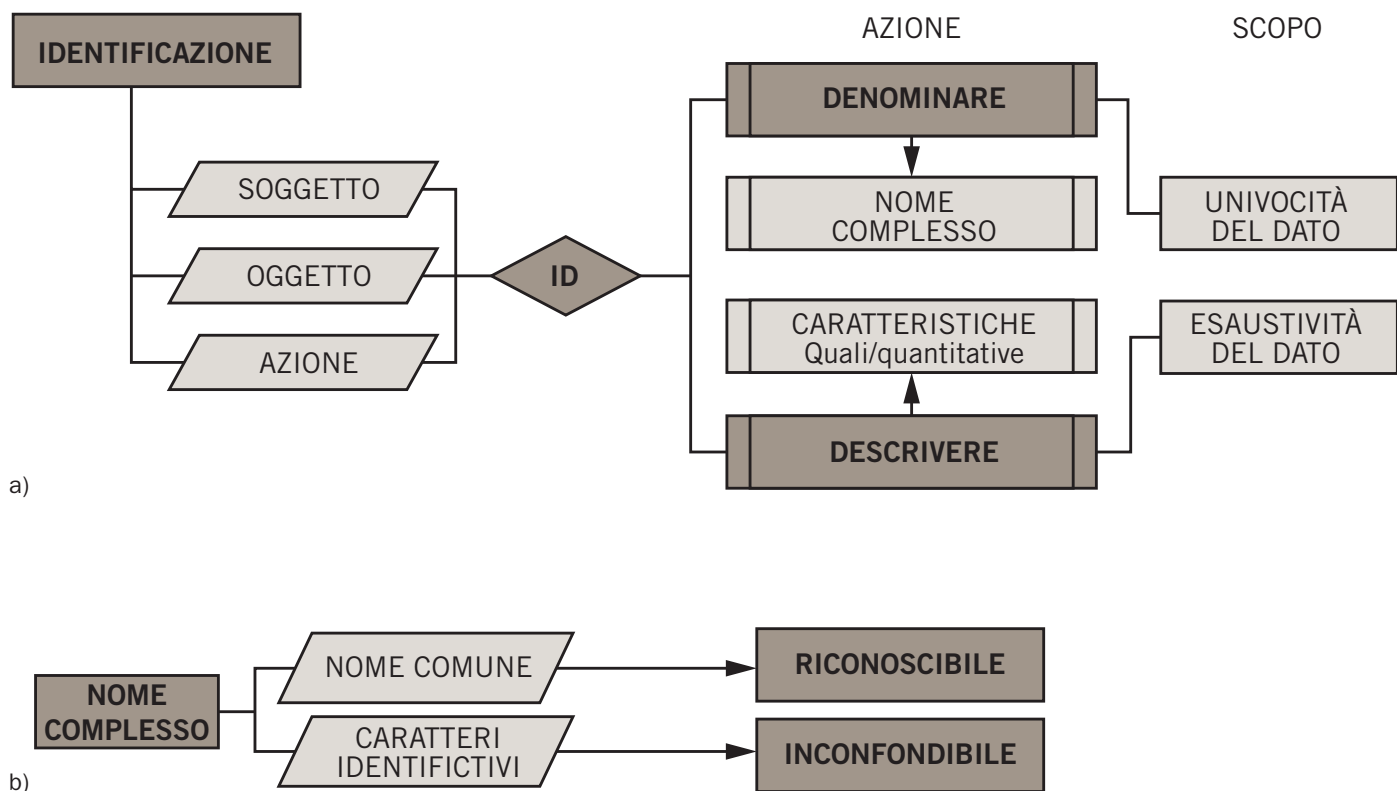 AZIONE
SCOPO
IDENTIFICAZIONE
SOGGETTO
OGGETTO
AZIONE
ID
DENOMINARE
NOME
COMPLESSO
UNIVOCITÀ
DEL DATO
CARATTERISTICHE
Quali/quantitative
ESAUSTIVITÀ
DEL DATO
DESCRIVERE
a)
NOME
COMPLESSO
NOME COMUNE
RICONOSCIBILE
CARATTERI
IDENTIFICTIVI
INCONFONDIBILE
b)